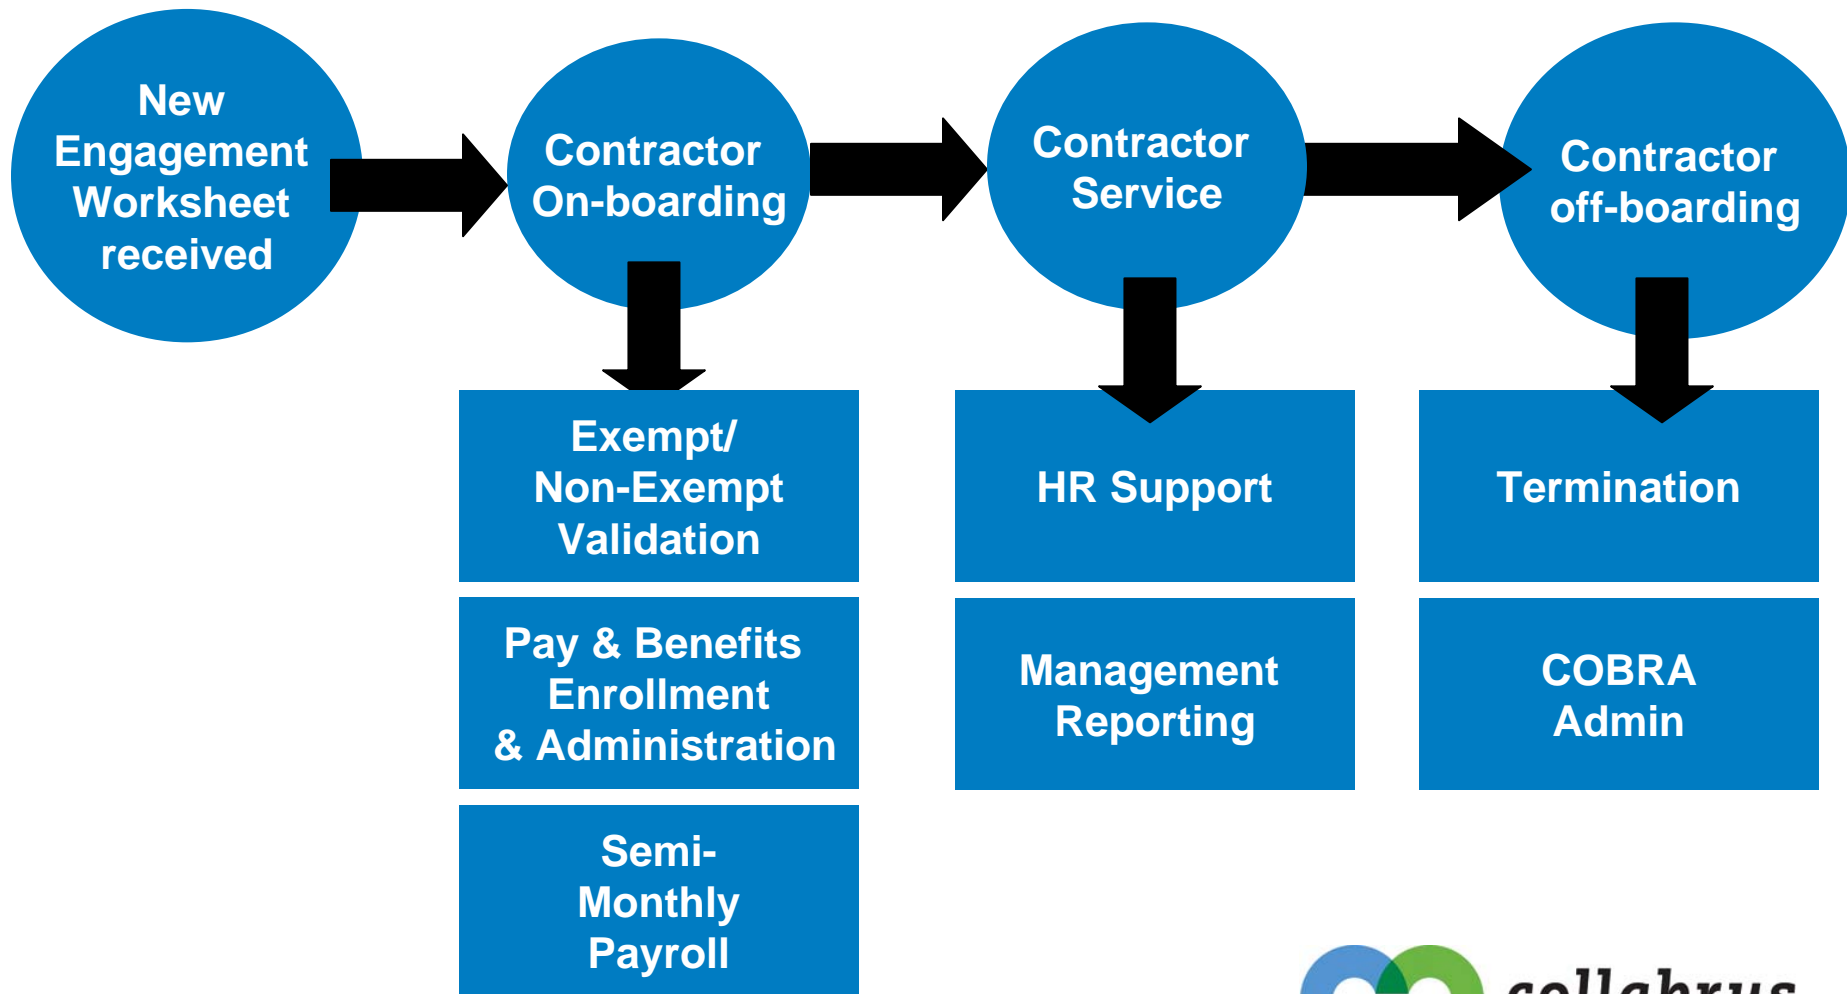 New
Engagement
Worksheet
received
Contractor
On-boarding
Contractor
Service
Contractor
off-boarding
Exempt/
Non-Exempt
Validation
Pay & Benefits
Enrollment
& Administration
Semi-
Monthly
Payroll
HR Support
Management
Reporting
Termination
COBRA
Admin
collabrus